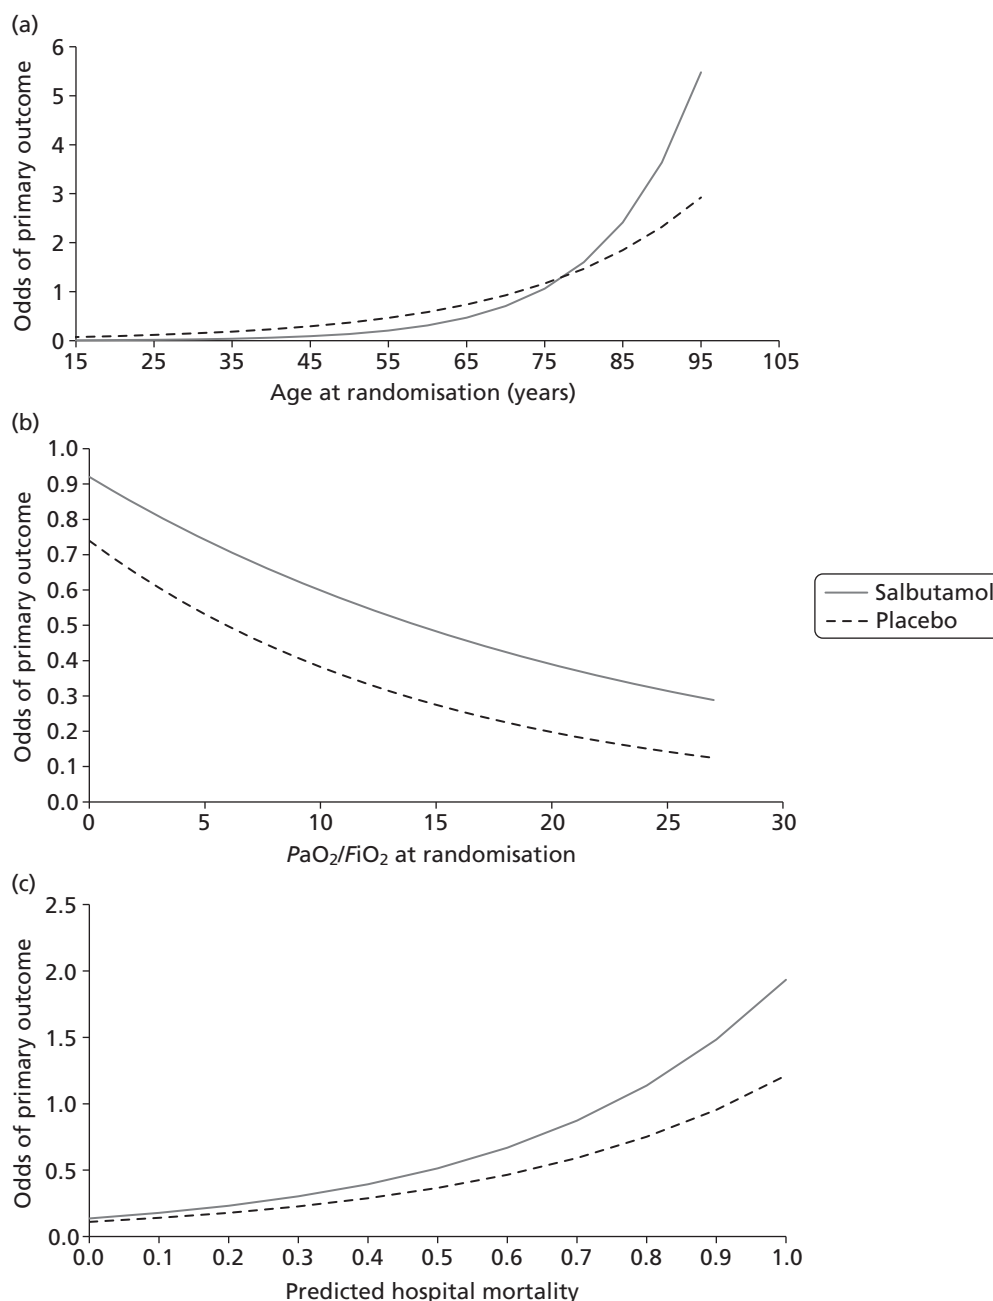 (a)
6
5
4
3
2
1
0
Odds of primary outcome
15 25 35 45 55 65 75 85 95 105
Age at randomisation (years)
(b)
1.0
0.9
0.8
0.7
0.6
0.5
0.4
0.3
0.2
0.1
0.0
Odds of primary outcome
0 5 10 15 20 25 30
PaO₂/FiO₂ at randomisation
Salbutamol
Placebo
(c)
2.5
2.0
1.5
1.0
0.5
0.0
Odds of primary outcome
0.0 0.1 0.2 0.3 0.4 0.5 0.6 0.7 0.8 0.9 1.0
Predicted hospital mortality